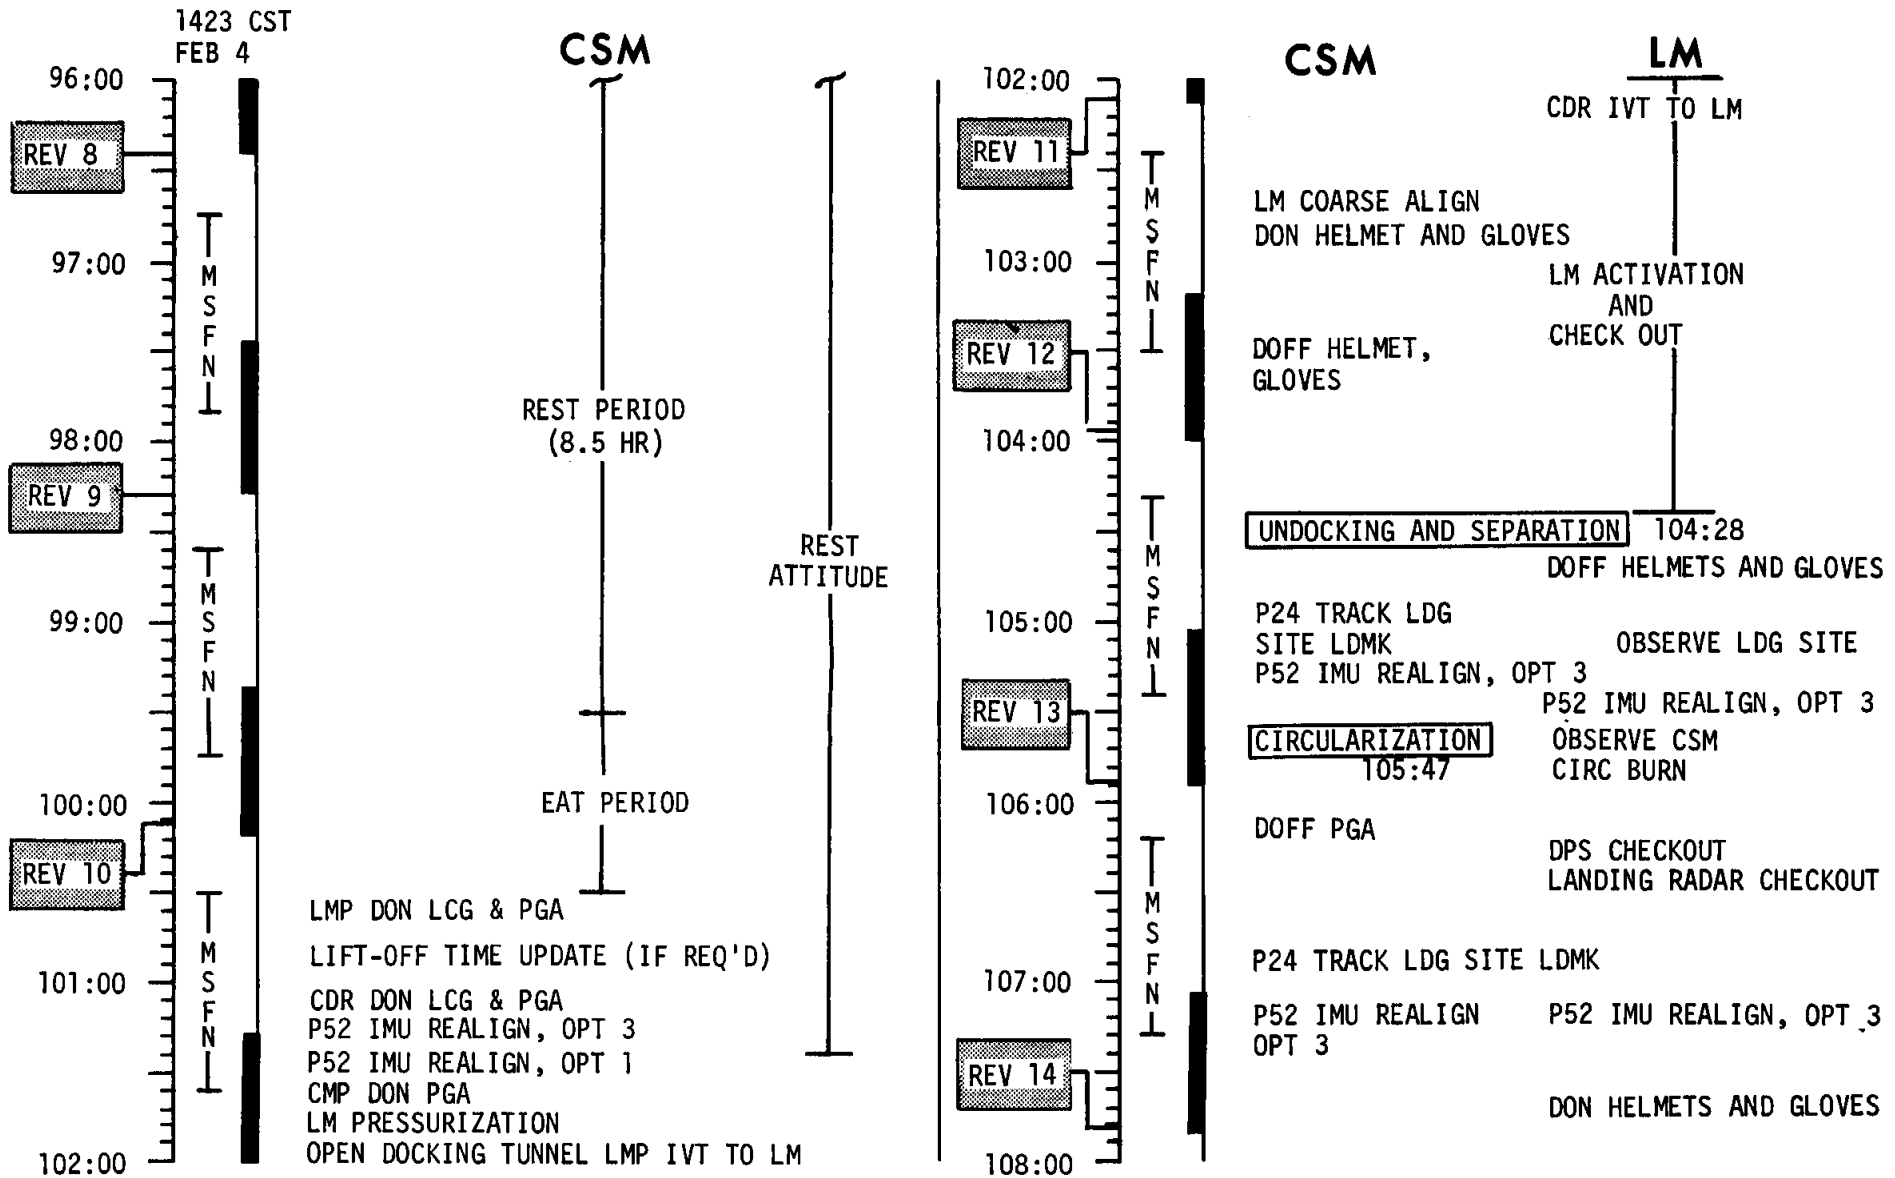 1423 CST
FEB 4
CSM
96:00
REV 8
MSFN
97:00
REST PERIOD
(8.5 HR)
98:00
REV 9
MSFN
REST
ATTITUDE
99:00
EAT PERIOD
100:00
REV 10
MSFN
LMP DON LCG & PGA
LIFT-OFF TIME UPDATE (IF REQ'D)
101:00
CDR DON LCG & PGA
P52 IMU REALIGN, OPT 3
P52 IMU REALIGN, OPT 1
CMP DON PGA
LM PRESSURIZATION
OPEN DOCKING TUNNEL LMP IVT TO LM
102:00
CSM
LM
102:00
CDR IVT TO LM
REV 11
MSFN
LM COARSE ALIGN
DON HELMET AND GLOVES
103:00
LM ACTIVATION
AND
CHECK OUT
REV 12
DOFF HELMET,
GLOVES
104:00
MSFN
UNDOCKING AND SEPARATION 104:28
DOFF HELMETS AND GLOVES
105:00
P24 TRACK LDG
SITE LDMK
OBSERVE LDG SITE
P52 IMU REALIGN, OPT 3
P52 IMU REALIGN, OPT 3
REV 13
CIRCULARIZATION
105:47
OBSERVE CSM
CIRC BURN
106:00
DOFF PGA
DPS CHECKOUT
LANDING RADAR CHECKOUT
MSFN
P24 TRACK LDG SITE LDMK
107:00
P52 IMU REALIGN
OPT 3
P52 IMU REALIGN, OPT 3
REV 14
DON HELMETS AND GLOVES
108:00